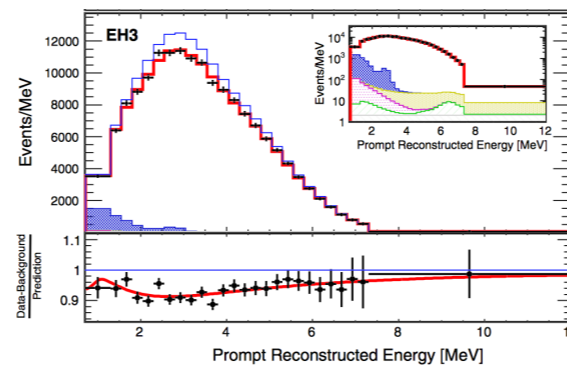 EH3
Events/MeV
12000
10000
8000
6000
4000
2000
Events/MeV
10⁵
10⁴
10³
10²
10
1
2 4 6 8 10 12
Prompt Reconstructed Energy [MeV]
Data-Background
Prediction
1.1
1
0.9
2 4 6 8 10
Prompt Reconstructed Energy [MeV]